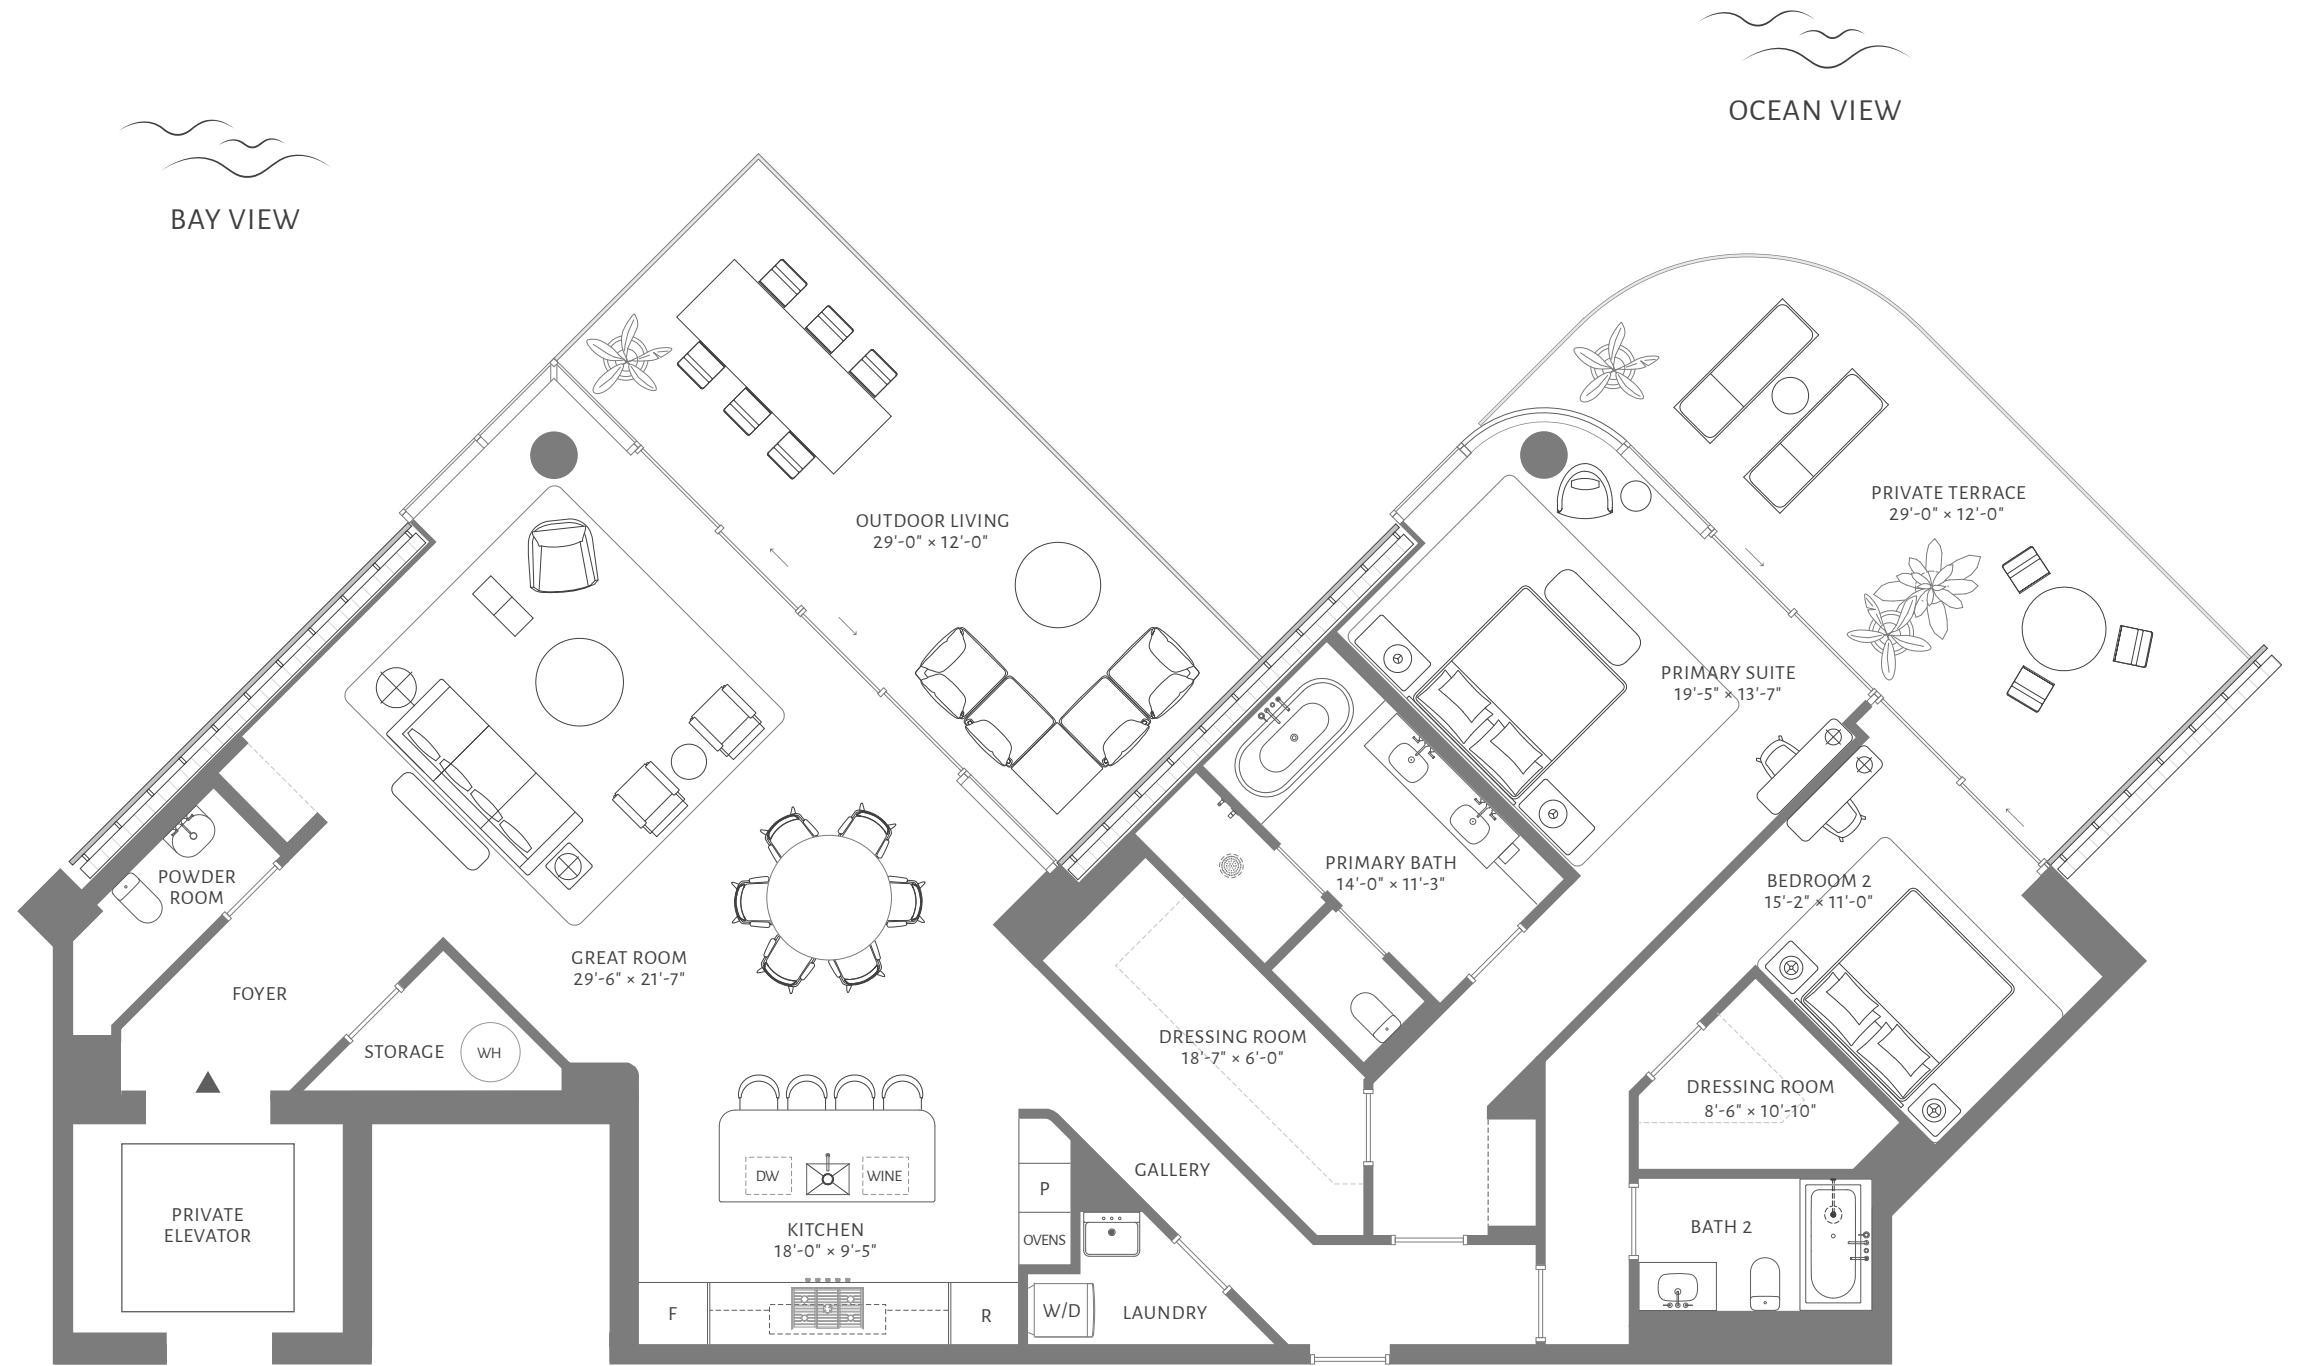 OCEAN VIEW
BAY VIEW
OUTDOOR LIVING
29'-0" × 12'-0"
PRIVATE TERRACE
29'-0" × 12'-0"
PRIMARY SUITE
19'-5" × 13'-7"
POWDER
ROOM
PRIMARY BATH
14'-0" × 11'-3"
BEDROOM 2
15'-2" × 11'-0"
GREAT ROOM
29'-6" × 21'-7"
FOYER
STORAGE
WH
DRESSING ROOM
18'-7" × 6'-0"
DRESSING ROOM
8'-6" × 10'-10"
GALLERY
DW
WINE
P
PRIVATE
ELEVATOR
KITCHEN
18'-0" × 9'-5"
OVENS
BATH 2
F
R
W/D
LAUNDRY